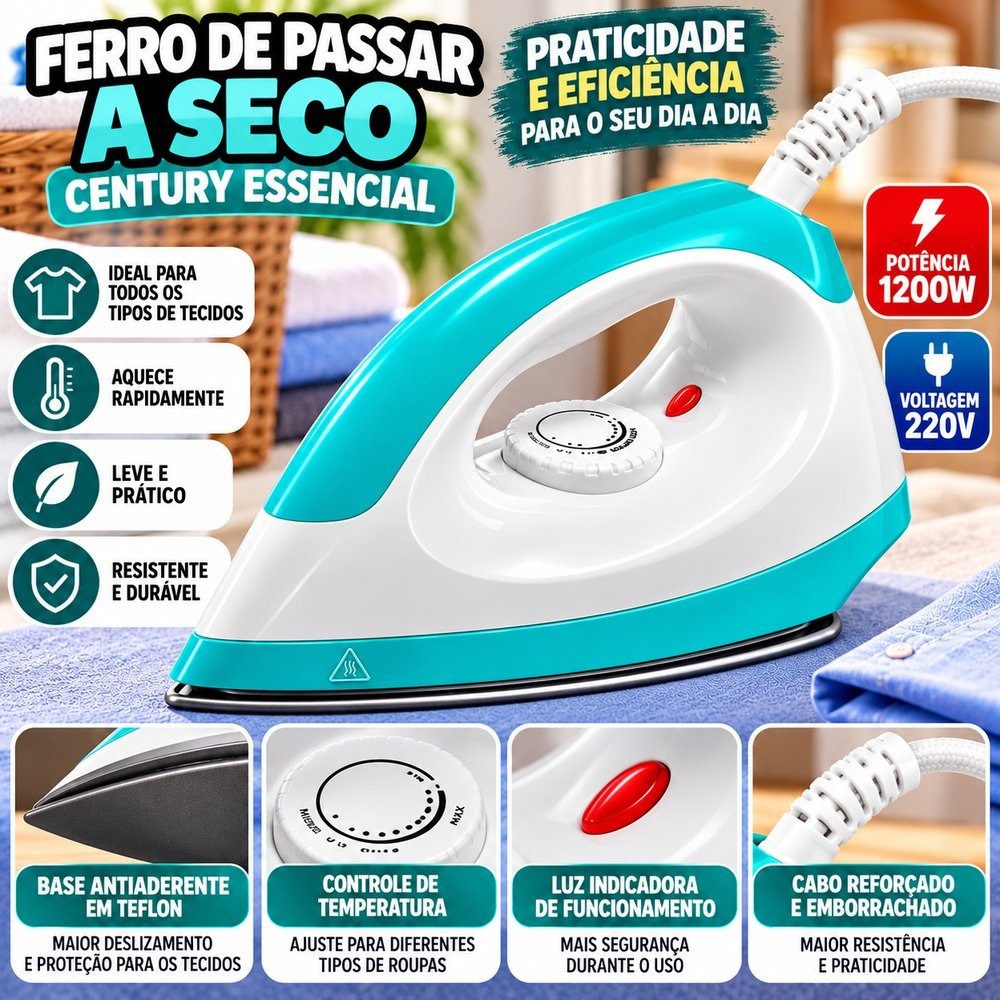 FERRO DE PASSAR
A SECO
CENTURY ESSENCIAL
PRATICIDADE
E EFICIÊNCIA
PARA O SEU DIA A DIA
IDEAL PARA
TODOS OS
TIPOS DE TECIDOS
AQUECE
RAPIDAMENTE
LEVE E
PRÁTICO
RESISTENTE
E DURÁVEL
POTÊNCIA
1200W
VOLTAGEM
220V
MAX
BASE ANTIADERENTE
EM TEFLON
MAIOR DESLIZAMENTO
E PROTEÇÃO PARA OS TECIDOS
CONTROLE DE
TEMPERATURA
AJUSTE PARA DIFERENTES
TIPOS DE ROUPAS
LUZ INDICADORA
DE FUNCIONAMENTO
MAIS SEGURANÇA
DURANTE O USO
CABO REFORÇADO
E EMBORRACHADO
MAIOR RESISTÊNCIA
E PRATICIDADE